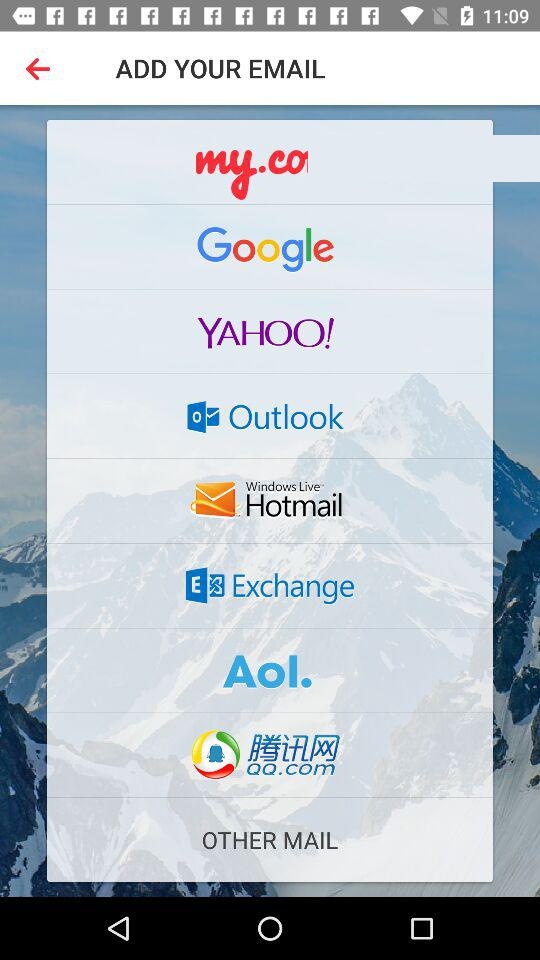 11:09
ADD YOUR EMAIL
my.co
Google
YAHOO!
Outlook
Windows Live™
Hotmail
Exchange
Aol.
腾讯网
QQ.com
OTHER MAIL